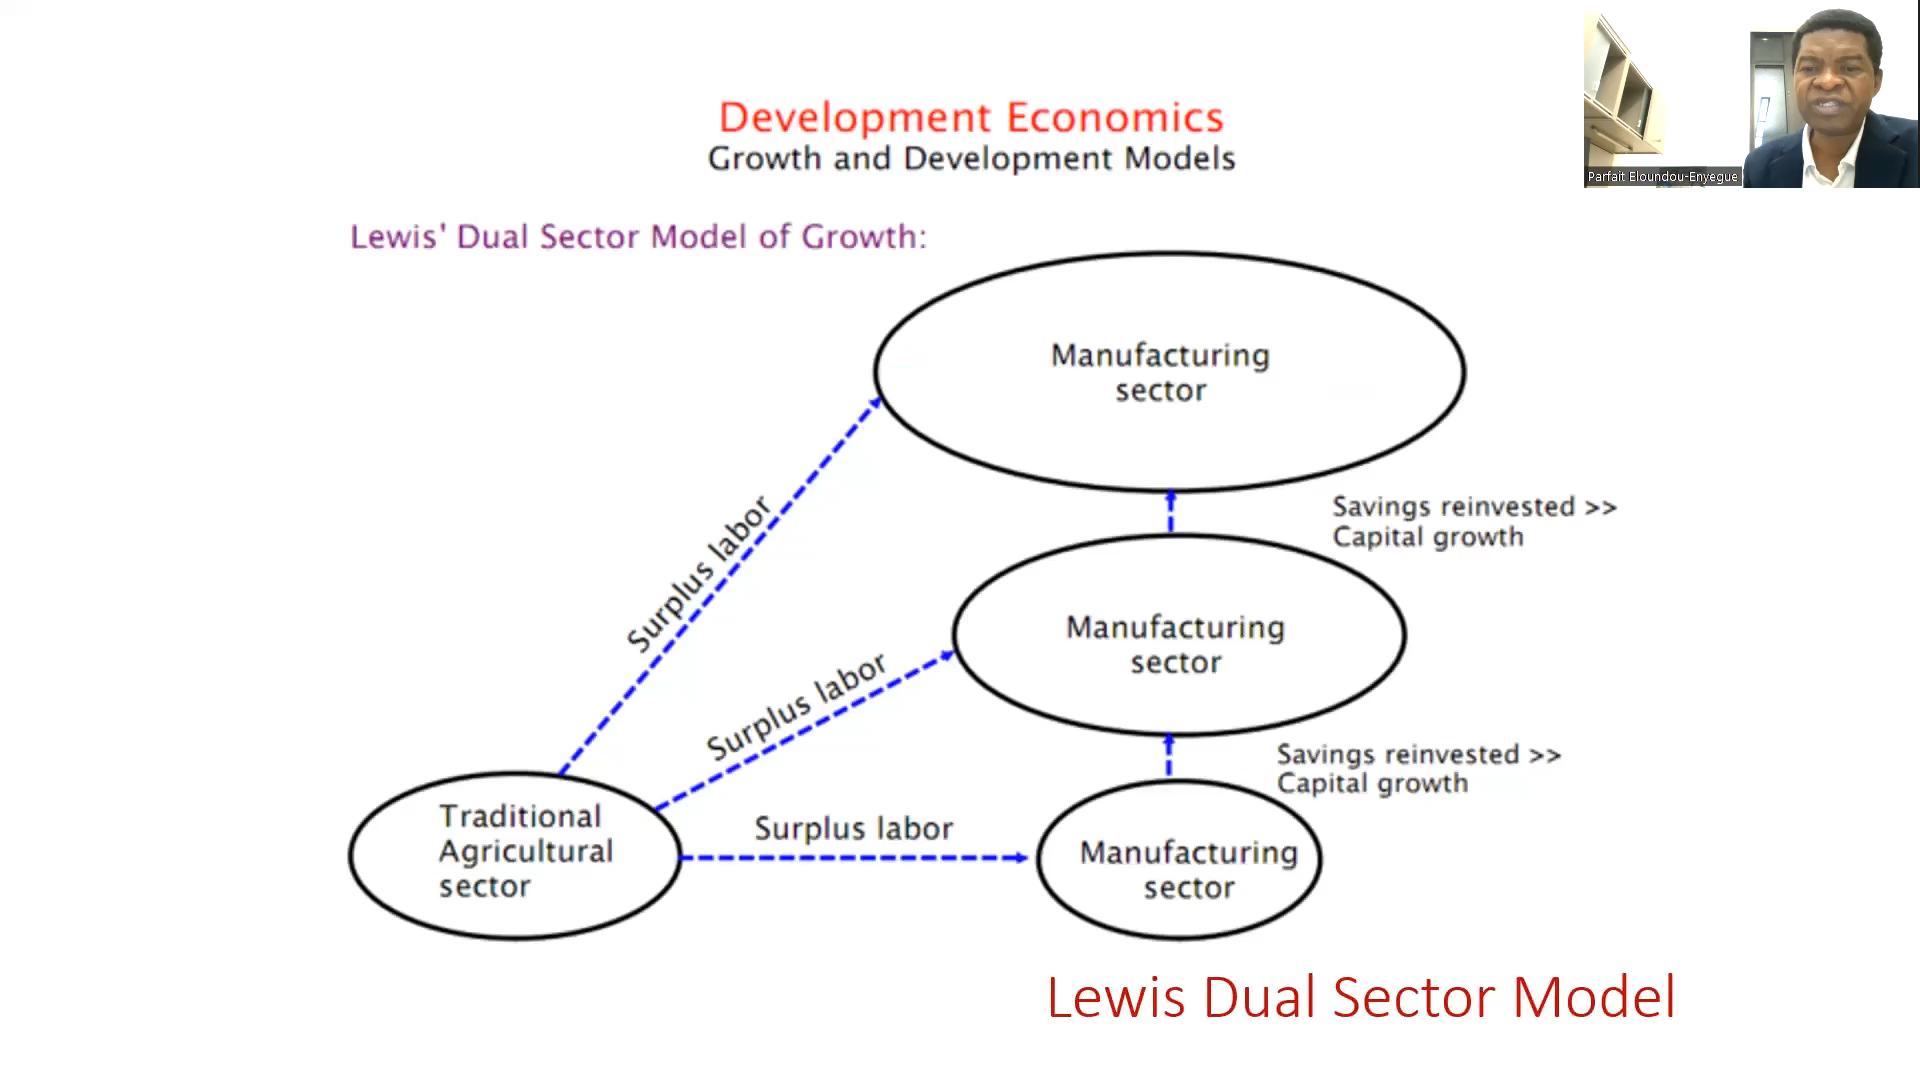 Development Economics
Growth and Development Models
Parfait Eloundou-Enyegue
Lewis' Dual Sector Model of Growth:
Manufacturing
sector
Savings reinvested >>
Capital growth
Surplus labor
Manufacturing
sector
Surplus labor
Savings reinvested >>
Capital growth
Traditional
Agricultural
sector
Surplus labor
Manufacturing
sector
Lewis Dual Sector Model